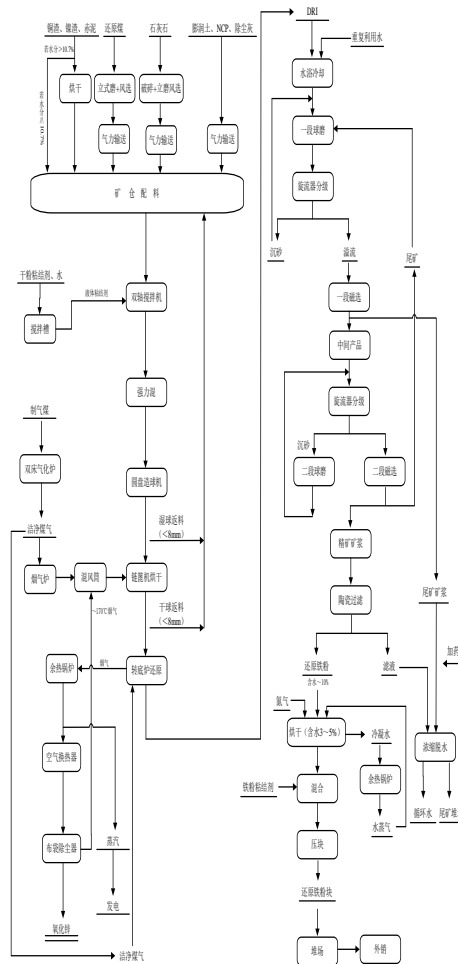 铜渣、镍渣、赤泥
还原煤
石灰石
膨润土、NCP、除尘灰
若水分>10.7%
若水分≤10.7%
烘干
立式磨+风选
破碎+立磨风选
气力输送
气力输送
气力输送
矿仓配料
干粉粘结剂、水
液体粘结剂
搅拌槽
双轴搅拌机
强力混
制气煤
双床气化炉
圆盘造球机
湿球返料
(<8mm)
洁净煤气
烟气炉
混风筒
链篦机烘干
~170℃烟气
干球返料
(<8mm)
余热锅炉
烟气
转底炉还原
空气换热器
布袋除尘器
蒸汽
发电
氧化锌
洁净煤气
DRI
重复利用水
水浴冷却
一段球磨
旋流器分级
沉砂
溢流
尾矿
一段磁选
中间产品
旋流器分级
沉砂
二段球磨
二段磁选
精矿矿浆
陶瓷过滤
尾矿矿浆
还原铁粉
含水~10%
滤液
加药
氮气
烘干(含水3~5%)
冷凝水
浓缩脱水
铁粉粘结剂
混合
余热锅炉
循环水
尾矿堆
水蒸气
压块
还原铁粉块
堆场
外销